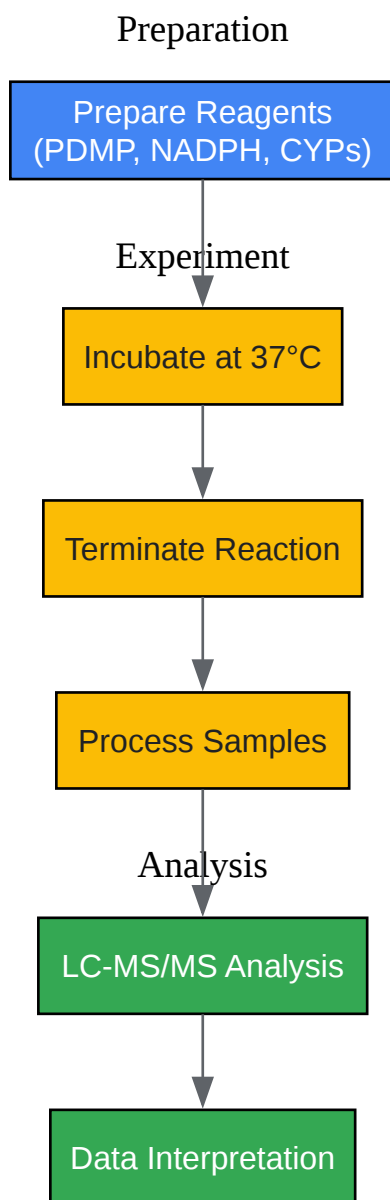 Preparation
Prepare Reagents
(PDMP, NADPH, CYPs)
Experiment
Incubate at 37°C
Terminate Reaction
Process Samples
Analysis
LC-MS/MS Analysis
Data Interpretation